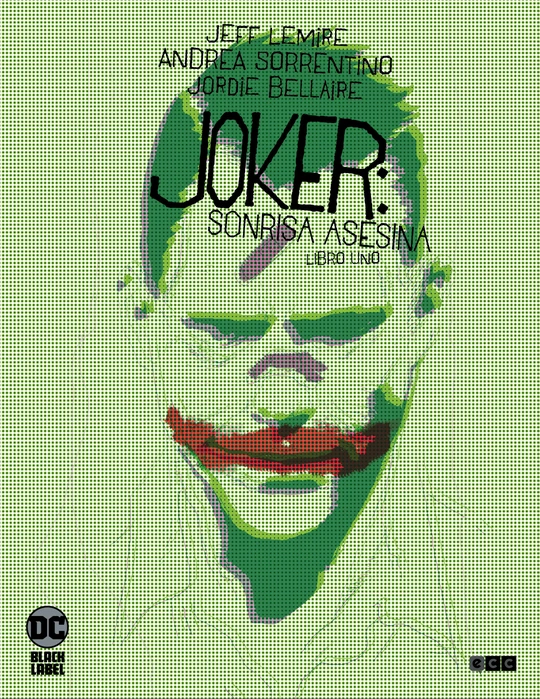 JEFF LEMIRE
ANDREA SORRENTINO
JORDIE BELLAIRE
JOKER:
SONRISA ASESINA
LIBRO UNO
DC
BLACK
LABEL
ecc